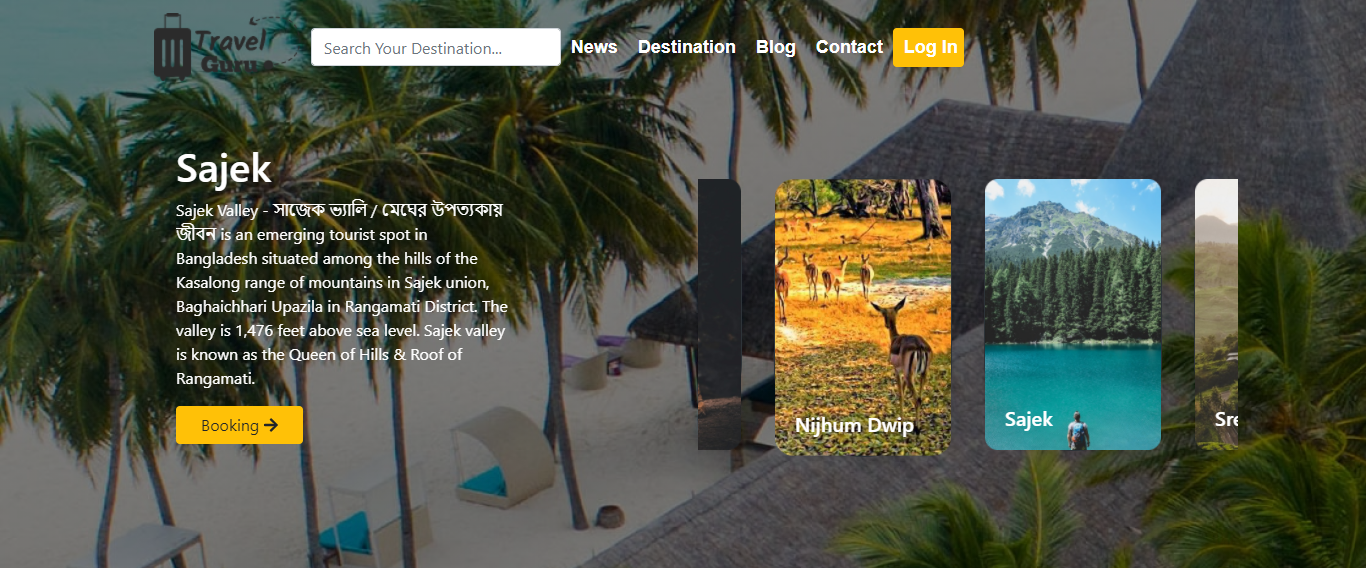 Travel
Guru
Search Your Destination...
News
Destination
Blog
Contact
Log In
Sajek
Sajek Valley - সাজেক ভ্যালি / মেঘের উপত্যকায়
জীবন is an emerging tourist spot in
Bangladesh situated among the hills of the
Kasalong range of mountains in Sajek union,
Baghaichhari Upazila in Rangamati District. The
valley is 1,476 feet above sea level. Sajek valley
is known as the Queen of Hills & Roof of
Rangamati.
Booking
Nijhum Dwip
Sajek
Sre